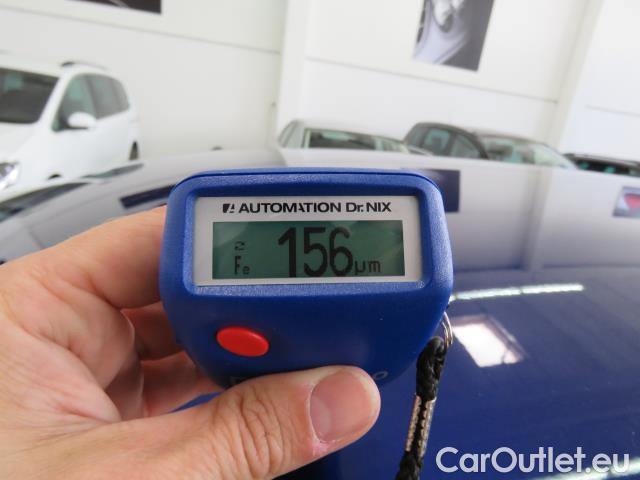 AUTOMATION DR. NIX
Fe 156 µm
CarOutlet.eu